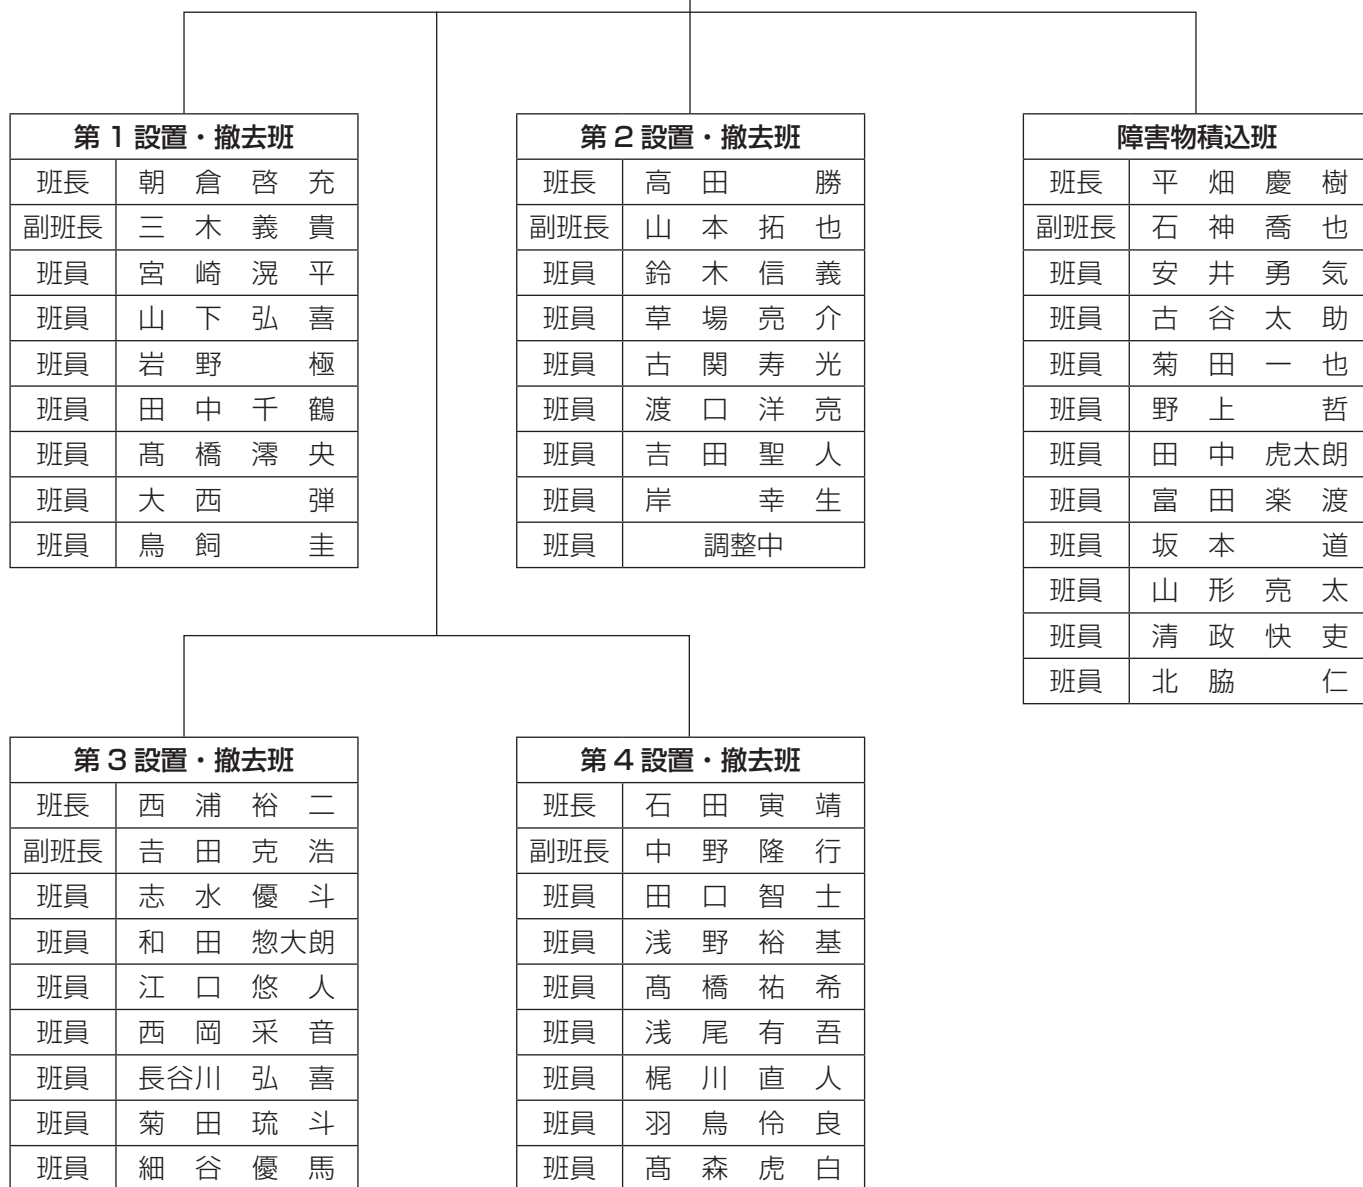 第１設置・撤去班
班長 朝倉啓充
副班長 三木義貴
班員 宮崎滉平
班員 山下弘喜
班員 岩野極
班員 田中千鶴
班員 髙橋澪央
班員 大西弾
班員 鳥飼圭
第２設置・撤去班
班長 高田勝
副班長 山本拓也
班員 鈴木信義
班員 草場亮介
班員 古関寿光
班員 渡口洋亮
班員 吉田聖人
班員 岸幸生
班員 調整中
障害物積込班
班長 平畑慶樹
副班長 石神喬也
班員 安井勇気
班員 古谷太助
班員 菊田一也
班員 野上哲
班員 田中虎太朗
班員 富田楽渡
班員 坂本道
班員 山形亮太
班員 清政快吏
班員 北脇仁
第３設置・撤去班
班長 西浦裕二
副班長 𠮷田克浩
班員 志水優斗
班員 和田惣大朗
班員 江口悠人
班員 西岡采音
班員 長谷川弘喜
班員 菊田琉斗
班員 細谷優馬
第４設置・撤去班
班長 石田寅靖
副班長 中野隆行
班員 田口智士
班員 浅野裕基
班員 髙橋祐希
班員 浅尾有吾
班員 梶川直人
班員 羽鳥伶良
班員 髙森虎白